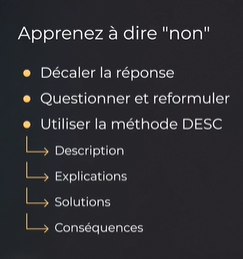 Apprenez à dire "non"
Décaler la réponse
Questionner et reformuler
Utiliser la méthode DESC
Description
Explications
Solutions
Conséquences